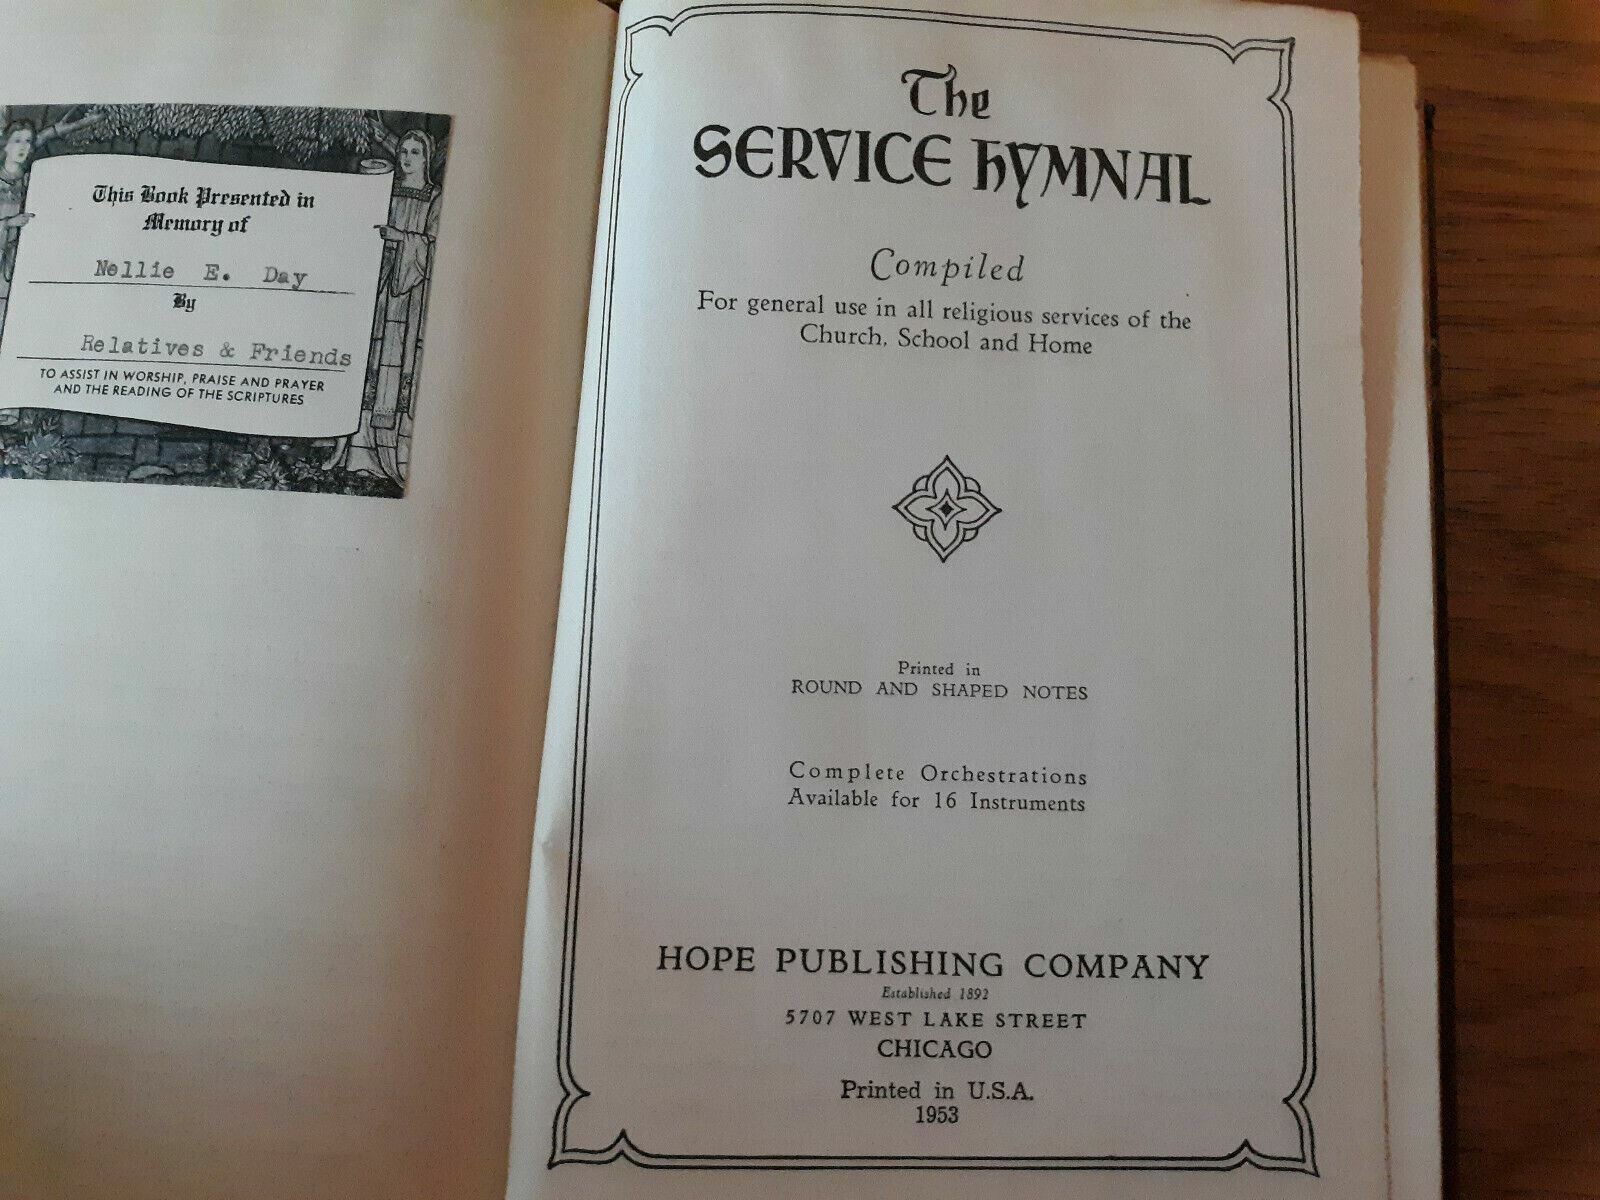 This Book Presented in
Memory of
Nellie E. Day
By
Relatives & Friends
TO ASSIST IN WORSHIP, PRAISE AND PRAYER
AND THE READING OF THE SCRIPTURES
The
SERVICE HYMNAL
Compiled
For general use in all religious services of the
Church, School and Home
Printed in
ROUND AND SHAPED NOTES
Complete Orchestrations
Available for 16 Instruments
HOPE PUBLISHING COMPANY
Established 1892
5707 WEST LAKE STREET
CHICAGO
Printed in U.S.A.
1953